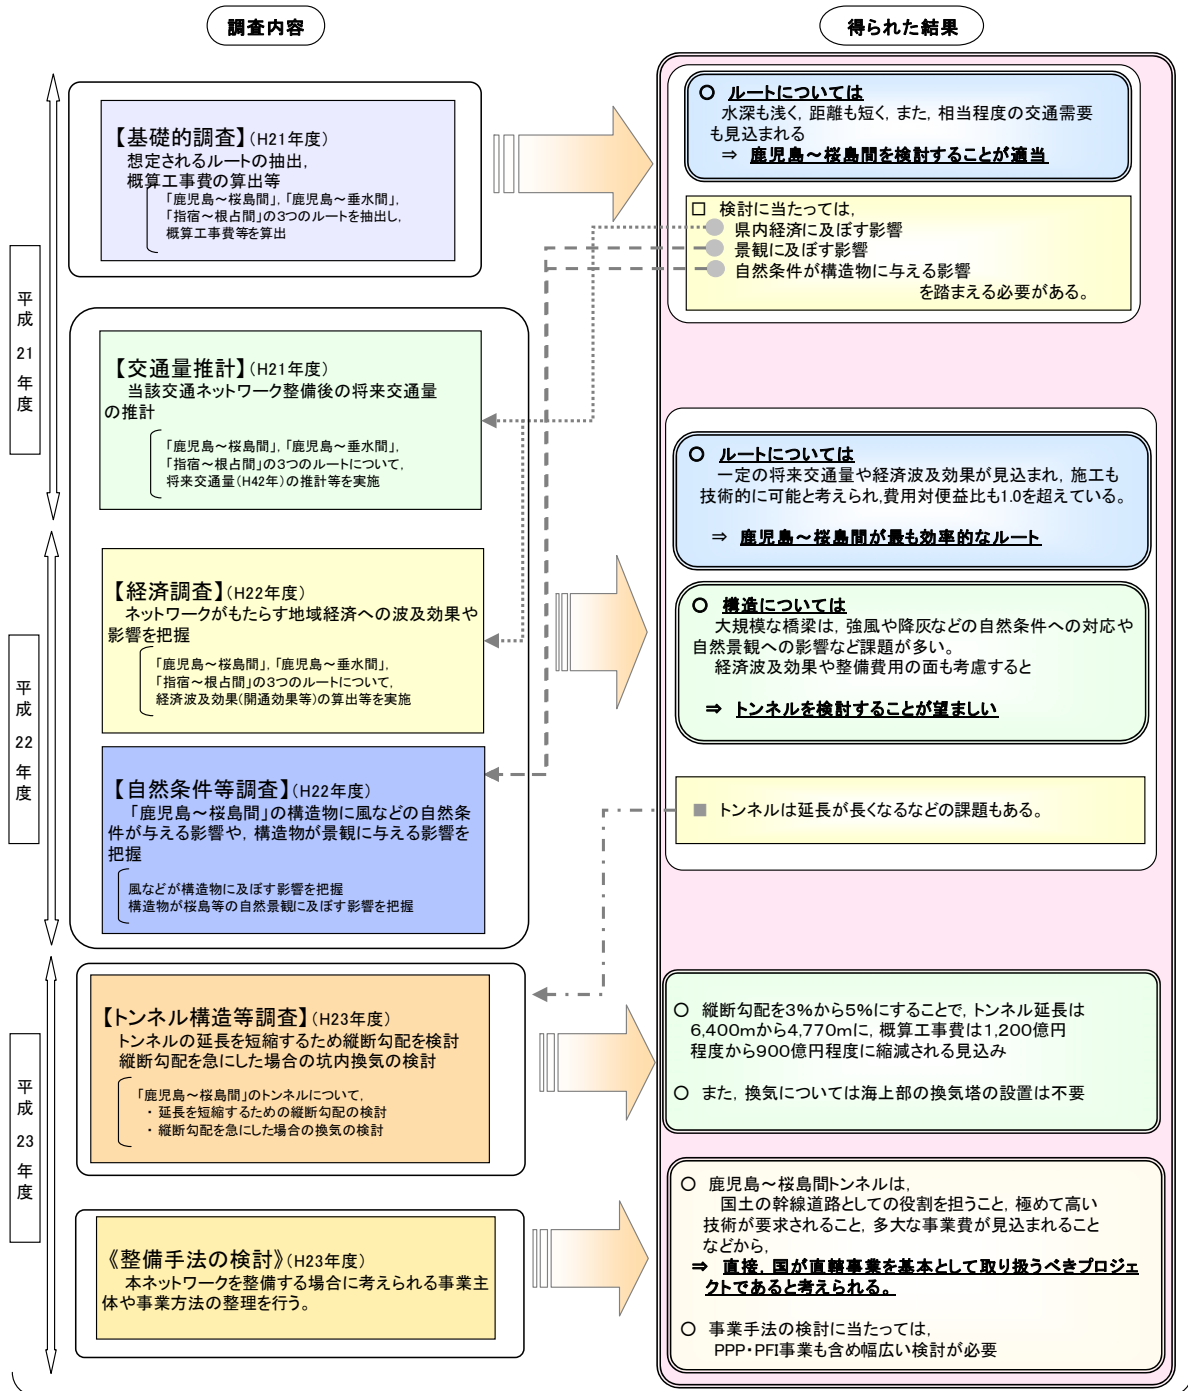 調査内容
得られた結果
平成21年度
【基礎的調査】(H21年度)
想定されるルートの抽出,
概算工事費の算出等
「鹿児島～桜島間」,「鹿児島～垂水間」,
「指宿～根占間」の3つのルートを抽出し,
概算工事費等を算出
○ ルートについては
水深も浅く,距離も短く,また,相当程度の交通需要
も見込まれる
⇒ 鹿児島～桜島間を検討することが適当
□ 検討に当たっては,
県内経済に及ぼす影響
景観に及ぼす影響
自然条件が構造物に与える影響
を踏まえる必要がある。
【交通量推計】(H21年度)
当該交通ネットワーク整備後の将来交通量
の推計
「鹿児島～桜島間」,「鹿児島～垂水間」,
「指宿～根占間」の3つのルートについて,
将来交通量(H42年)の推計等を実施
平成22年度
【経済調査】(H22年度)
ネットワークがもたらす地域経済への波及効果や
影響を把握
「鹿児島～桜島間」,「鹿児島～垂水間」,
「指宿～根占間」の3つのルートについて,
経済波及効果(開通効果等)の算出等を実施
【自然条件等調査】(H22年度)
「鹿児島～桜島間」の構造物に風などの自然条
件が与える影響や,構造物が景観に与える影響を
把握
風などが構造物に及ぼす影響を把握
構造物が桜島等の自然景観に及ぼす影響を把握
○ ルートについては
一定の将来交通量や経済波及効果が見込まれ,施工も
技術的に可能と考えられ,費用対便益比も1.0を超えている。
⇒ 鹿児島～桜島間が最も効率的なルート
○ 構造については
大規模な橋梁は,強風や降灰などの自然条件への対応や
自然景観への影響など課題が多い。
経済波及効果や整備費用の面も考慮すると
⇒ トンネルを検討することが望ましい
■ トンネルは延長が長くなるなどの課題もある。
平成23年度
【トンネル構造等調査】(H23年度)
トンネルの延長を短縮するため縦断勾配を検討
縦断勾配を急にした場合の坑内換気の検討
「鹿児島～桜島間」のトンネルについて,
・延長を短縮するための縦断勾配の検討
・縦断勾配を急にした場合の換気の検討
○ 縦断勾配を3%から5%にすることで,トンネル延長は
6,400mから4,770mに,概算工事費は1,200億円
程度から900億円程度に縮減される見込み
○ また,換気については海上部の換気塔の設置は不要
《整備手法の検討》(H23年度)
本ネットワークを整備する場合に考えられる事業主
体や事業方法の整理を行う。
○ 鹿児島～桜島間トンネルは,
国土の幹線道路としての役割を担うこと,極めて高い
技術が要求されること,多大な事業費が見込まれること
などから,
⇒ 直接,国が直轄事業を基本として取り扱うべきプロジェ
クトであると考えられる。
○ 事業手法の検討に当たっては,
PPP・PFI事業も含め幅広い検討が必要